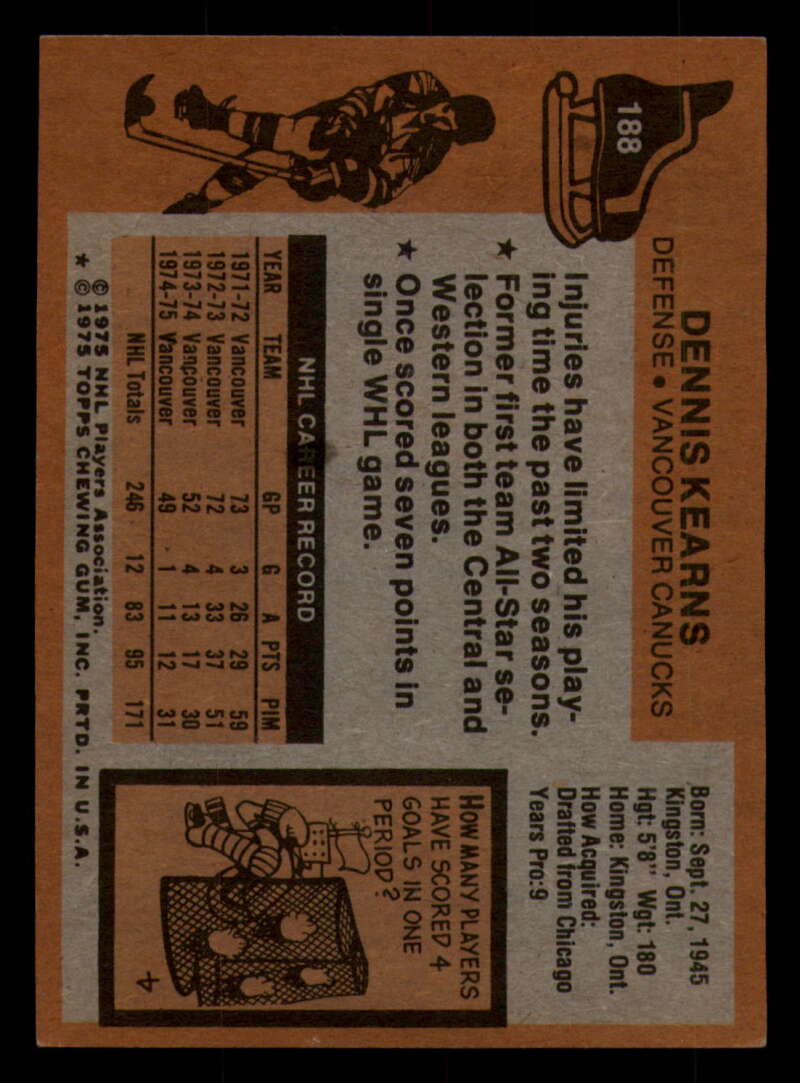 188
DENNIS KEARNS
DEFENSE • VANCOUVER CANUCKS
Born: Sept. 27, 1945
Kingston, Ont.
Hgt: 5'8" Wgt: 180
Home: Kingston, Ont.
How Acquired:
Drafted from Chicago
Years Pro: 9
Injuries have limited his play-
ing time the past two seasons.
★ Former first team All-Star se-
lection in both the Central and
Western leagues.
★ Once scored seven points in
single WHL game.
NHL CAREER RECORD
YEAR TEAM GP G A PTS PIM
1971-72 Vancouver 73 3 26 29 59
1972-73 Vancouver 72 4 33 37 51
1973-74 Vancouver 52 4 13 17 30
1974-75 Vancouver 49 1 11 12 31
NHL Totals 246 12 83 95 171
HOW MANY PLAYERS
HAVE SCORED 4
GOALS IN ONE
PERIOD?
4
© 1975 NHL Players Association.
★ © 1975 TOPPS CHEWING GUM, INC. PRTD. IN U.S.A.